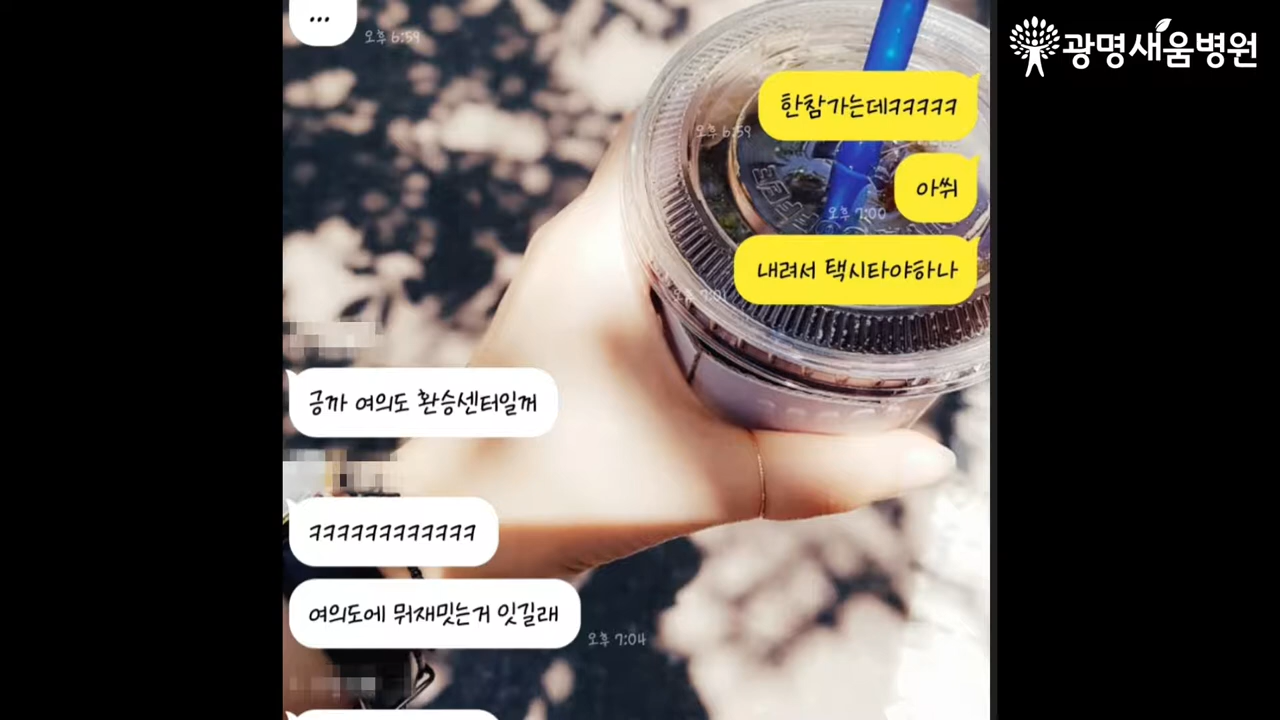 ...
오후 6:59
광명새움병원
한참가는데ㅋㅋㅋㅋㅋ
오후 6:59
아쒸
오후 7:00
내려서 택시타야하나
오후 7:01
긍까 여의도 환승센터일꺼
ㅋㅋㅋㅋㅋㅋㅋㅋㅋㅋㅋㅋ
여의도에 뭐재밋는거 잇길래
오후 7:04